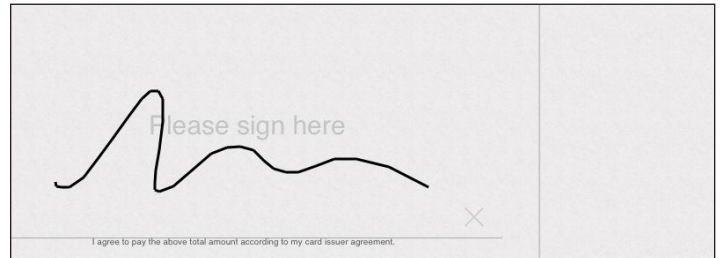 Please sign here
I agree to pay the above total amount according to my card issuer agreement.